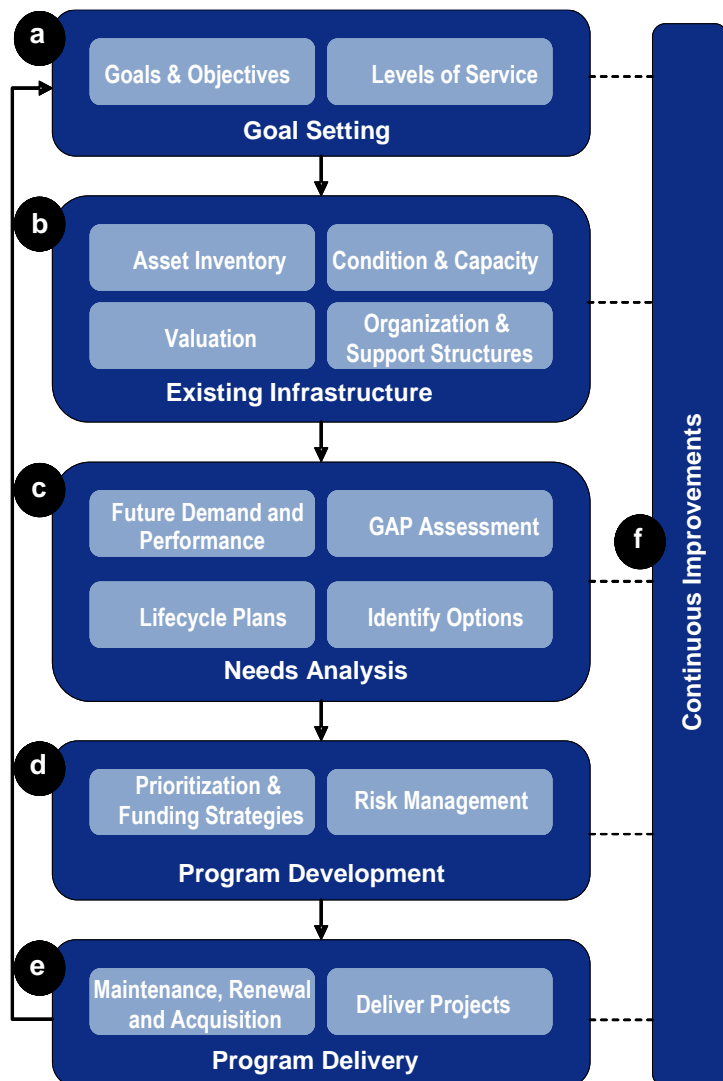 a
Goals & Objectives
Levels of Service
Goal Setting
b
Asset Inventory
Condition & Capacity
Valuation
Organization &
Support Structures
Existing Infrastructure
c
Future Demand and
Performance
GAP Assessment
Lifecycle Plans
Identify Options
Needs Analysis
d
Prioritization &
Funding Strategies
Risk Management
Program Development
e
Maintenance, Renewal
and Acquisition
Deliver Projects
Program Delivery
f
Continuous Improvements